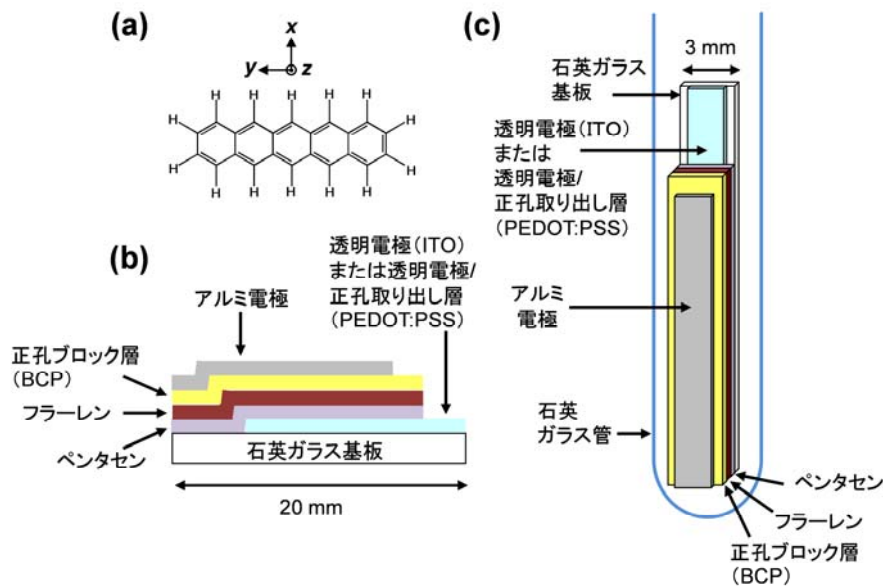 (a)
x
y
z
H H H H H
H H
H H
H H H H H
(b)
透明電極(ITO)
または透明電極/
正孔取り出し層
(PEDOT:PSS)
アルミ電極
正孔ブロック層
(BCP)
フラーレン
ペンタセン
石英ガラス基板
20 mm
(c)
3 mm
石英ガラス
基板
透明電極(ITO)
または
透明電極/
正孔取り出し層
(PEDOT:PSS)
アルミ
電極
石英
ガラス管
ペンタセン
フラーレン
正孔ブロック層
(BCP)